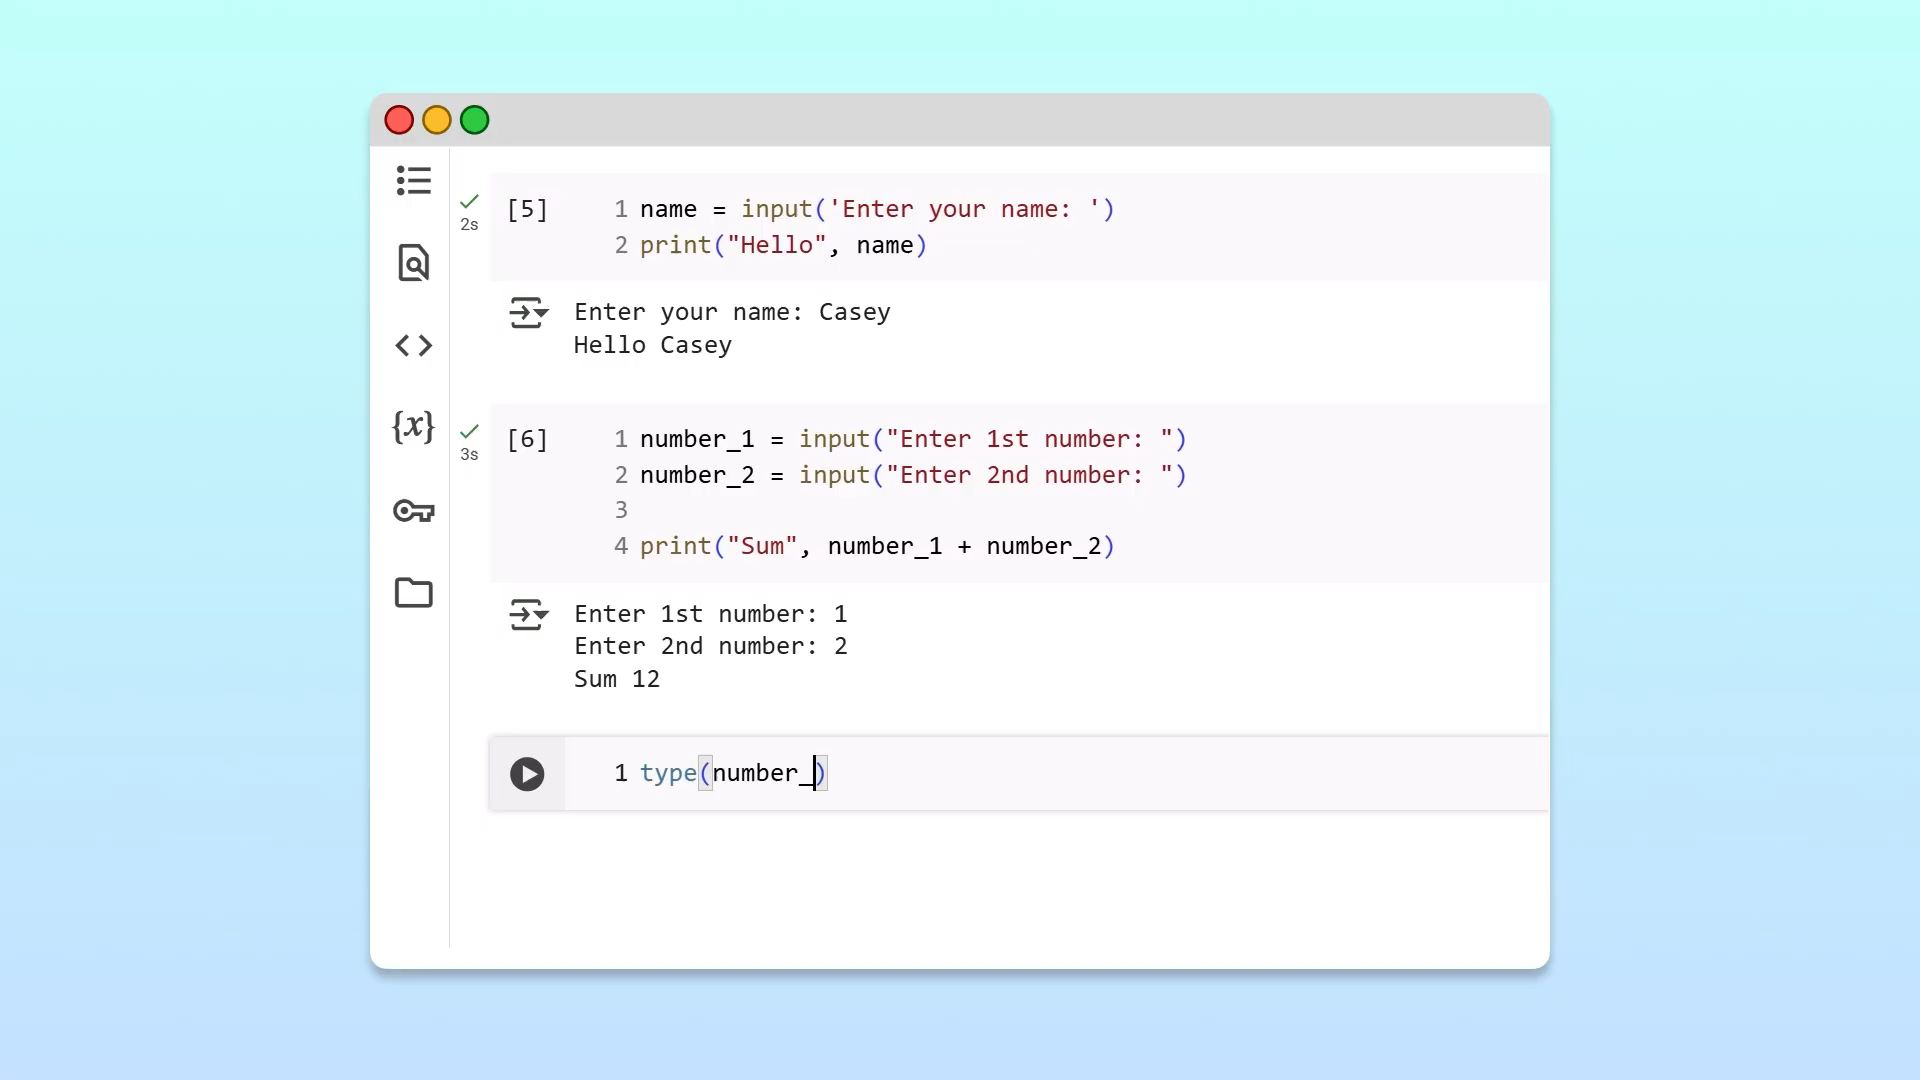 2s
[5]
1 name = input('Enter your name: ')
2 print("Hello", name)
Enter your name: Casey
Hello Casey
{x}
3s
[6]
1 number_1 = input("Enter 1st number: ")
2 number_2 = input("Enter 2nd number: ")
3
4 print("Sum", number_1 + number_2)
Enter 1st number: 1
Enter 2nd number: 2
Sum 12
1 type(number_)